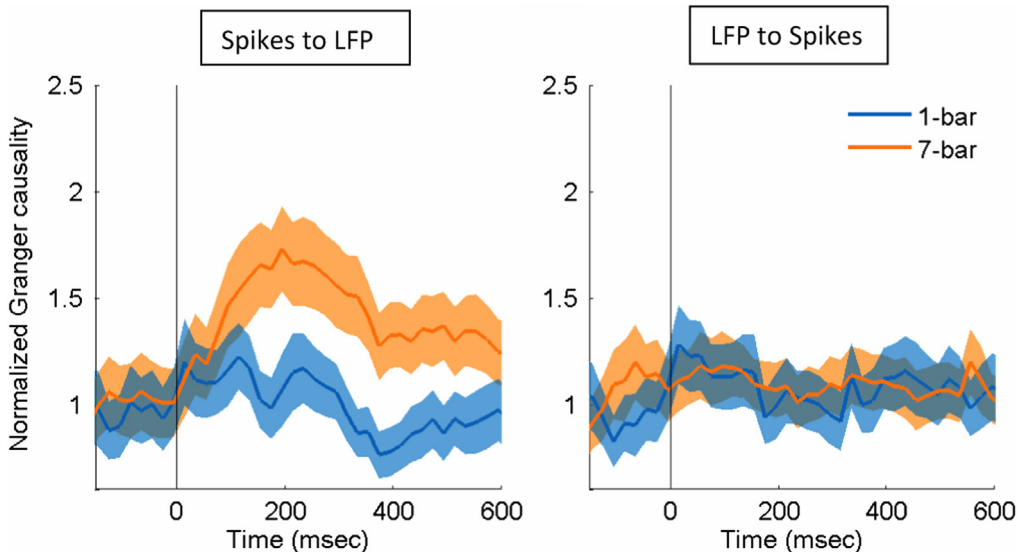 Spikes to LFP
LFP to Spikes
Normalized Granger causality
2.5
2
1.5
1
0
200
400
600
Time (msec)
2.5
2
1.5
1
1-bar
7-bar
0
200
400
600
Time (msec)